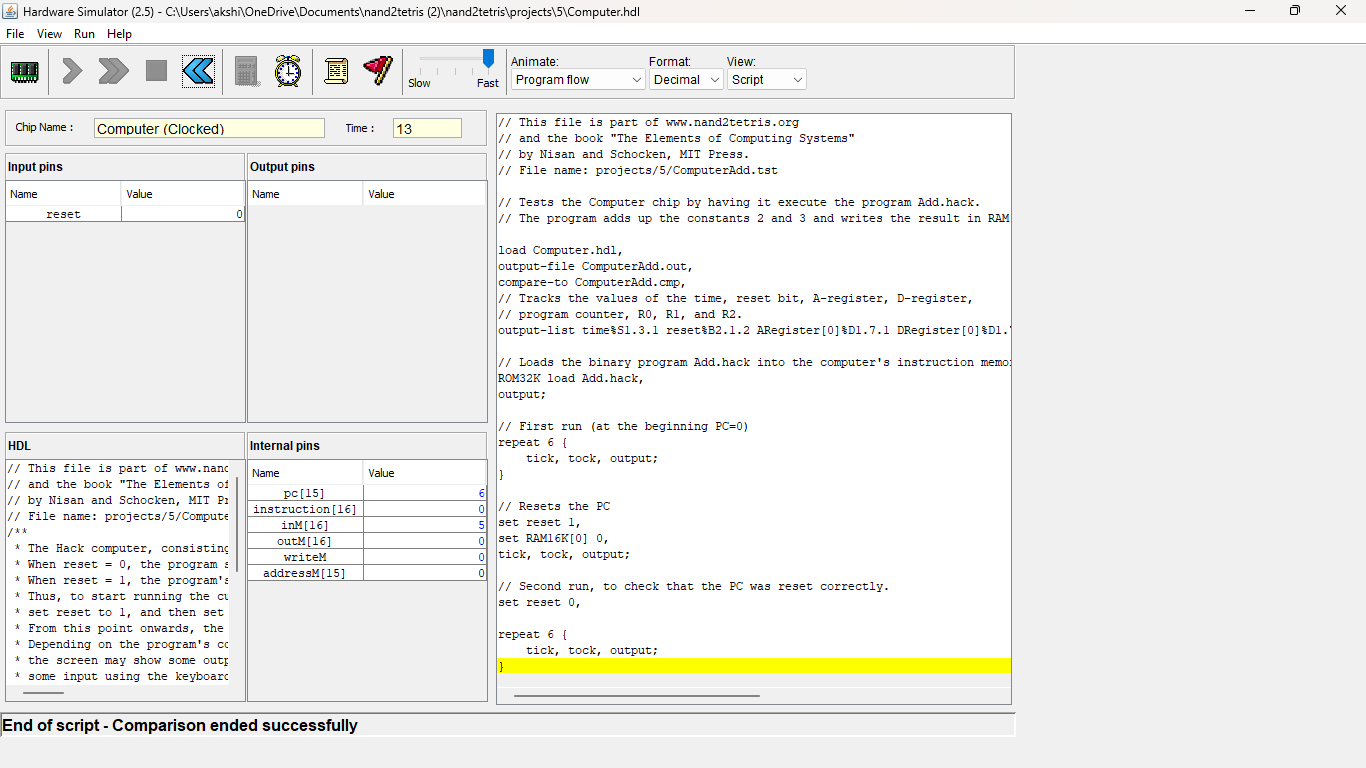 Hardware Simulator (2.5) - C:\Users\akshi\OneDrive\Documents\nand2tetris (2)\nand2tetris\projects\5\Computer.hdl
File View Run Help
Slow Fast
Animate: Format: View:
Program flow Decimal Script
Chip Name : Computer (Clocked) Time : 13
Input pins
Name Value
reset 0
Output pins
Name Value
HDL
// This file is part of www.nand
// and the book "The Elements of
// by Nisan and Schocken, MIT Pr
// File name: projects/5/Compute
/**
* The Hack computer, consisting
* When reset = 0, the program s
* When reset = 1, the program's
* Thus, to start running the cu
* set reset to 1, and then set
* From this point onwards, the
* Depending on the program's co
* the screen may show some outp
* some input using the keyboard
Internal pins
Name Value
pc[15] 6
instruction[16] 0
inM[16] 5
outM[16] 0
writeM 0
addressM[15] 0
// This file is part of www.nand2tetris.org
// and the book "The Elements of Computing Systems"
// by Nisan and Schocken, MIT Press.
// File name: projects/5/ComputerAdd.tst
// Tests the Computer chip by having it execute the program Add.hack.
// The program adds up the constants 2 and 3 and writes the result in RAM
load Computer.hdl,
output-file ComputerAdd.out,
compare-to ComputerAdd.cmp,
// Tracks the values of the time, reset bit, A-register, D-register,
// program counter, R0, R1, and R2.
output-list time%S1.3.1 reset%B2.1.2 ARegister[0]%D1.7.1 DRegister[0]%D1.
// Loads the binary program Add.hack into the computer's instruction memo
ROM32K load Add.hack,
output;
// First run (at the beginning PC=0)
repeat 6 {
tick, tock, output;
}
// Resets the PC
set reset 1,
set RAM16K[0] 0,
tick, tock, output;
// Second run, to check that the PC was reset correctly.
set reset 0,
repeat 6 {
tick, tock, output;
}
End of script - Comparison ended successfully